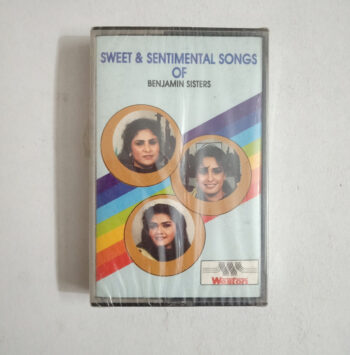 SWEET & SENTIMENTAL SONGS
OF
BENJAMIN SISTERS
Weston